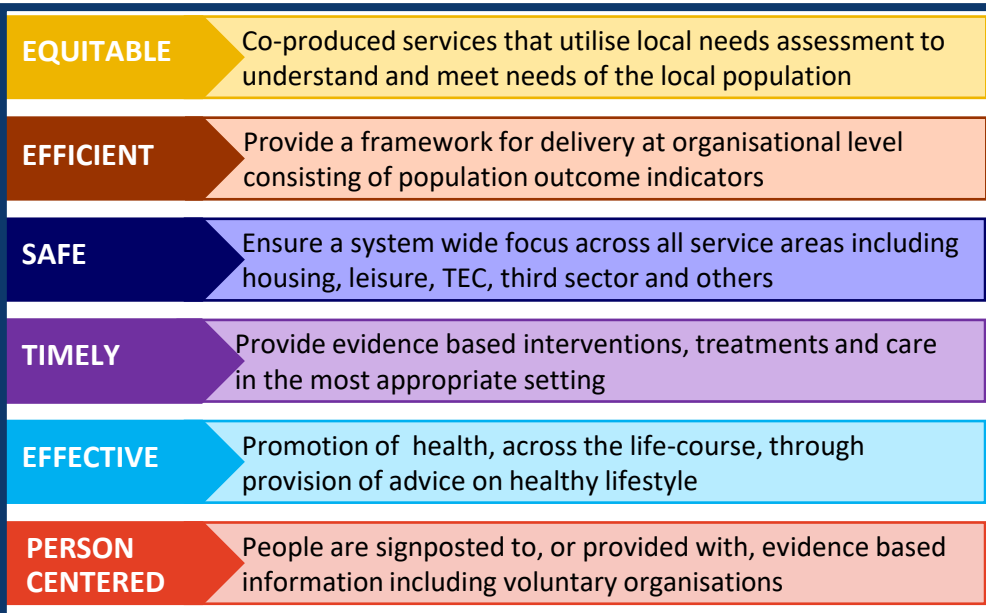 EQUITABLE
Co-produced services that utilise local needs assessment to
understand and meet needs of the local population
EFFICIENT
Provide a framework for delivery at organisational level
consisting of population outcome indicators
SAFE
Ensure a system wide focus across all service areas including
housing, leisure, TEC, third sector and others
TIMELY
Provide evidence based interventions, treatments and care
in the most appropriate setting
EFFECTIVE
Promotion of  health, across the life-course, through
provision of advice on healthy lifestyle
PERSON
CENTERED
People are signposted to, or provided with, evidence based
information including voluntary organisations